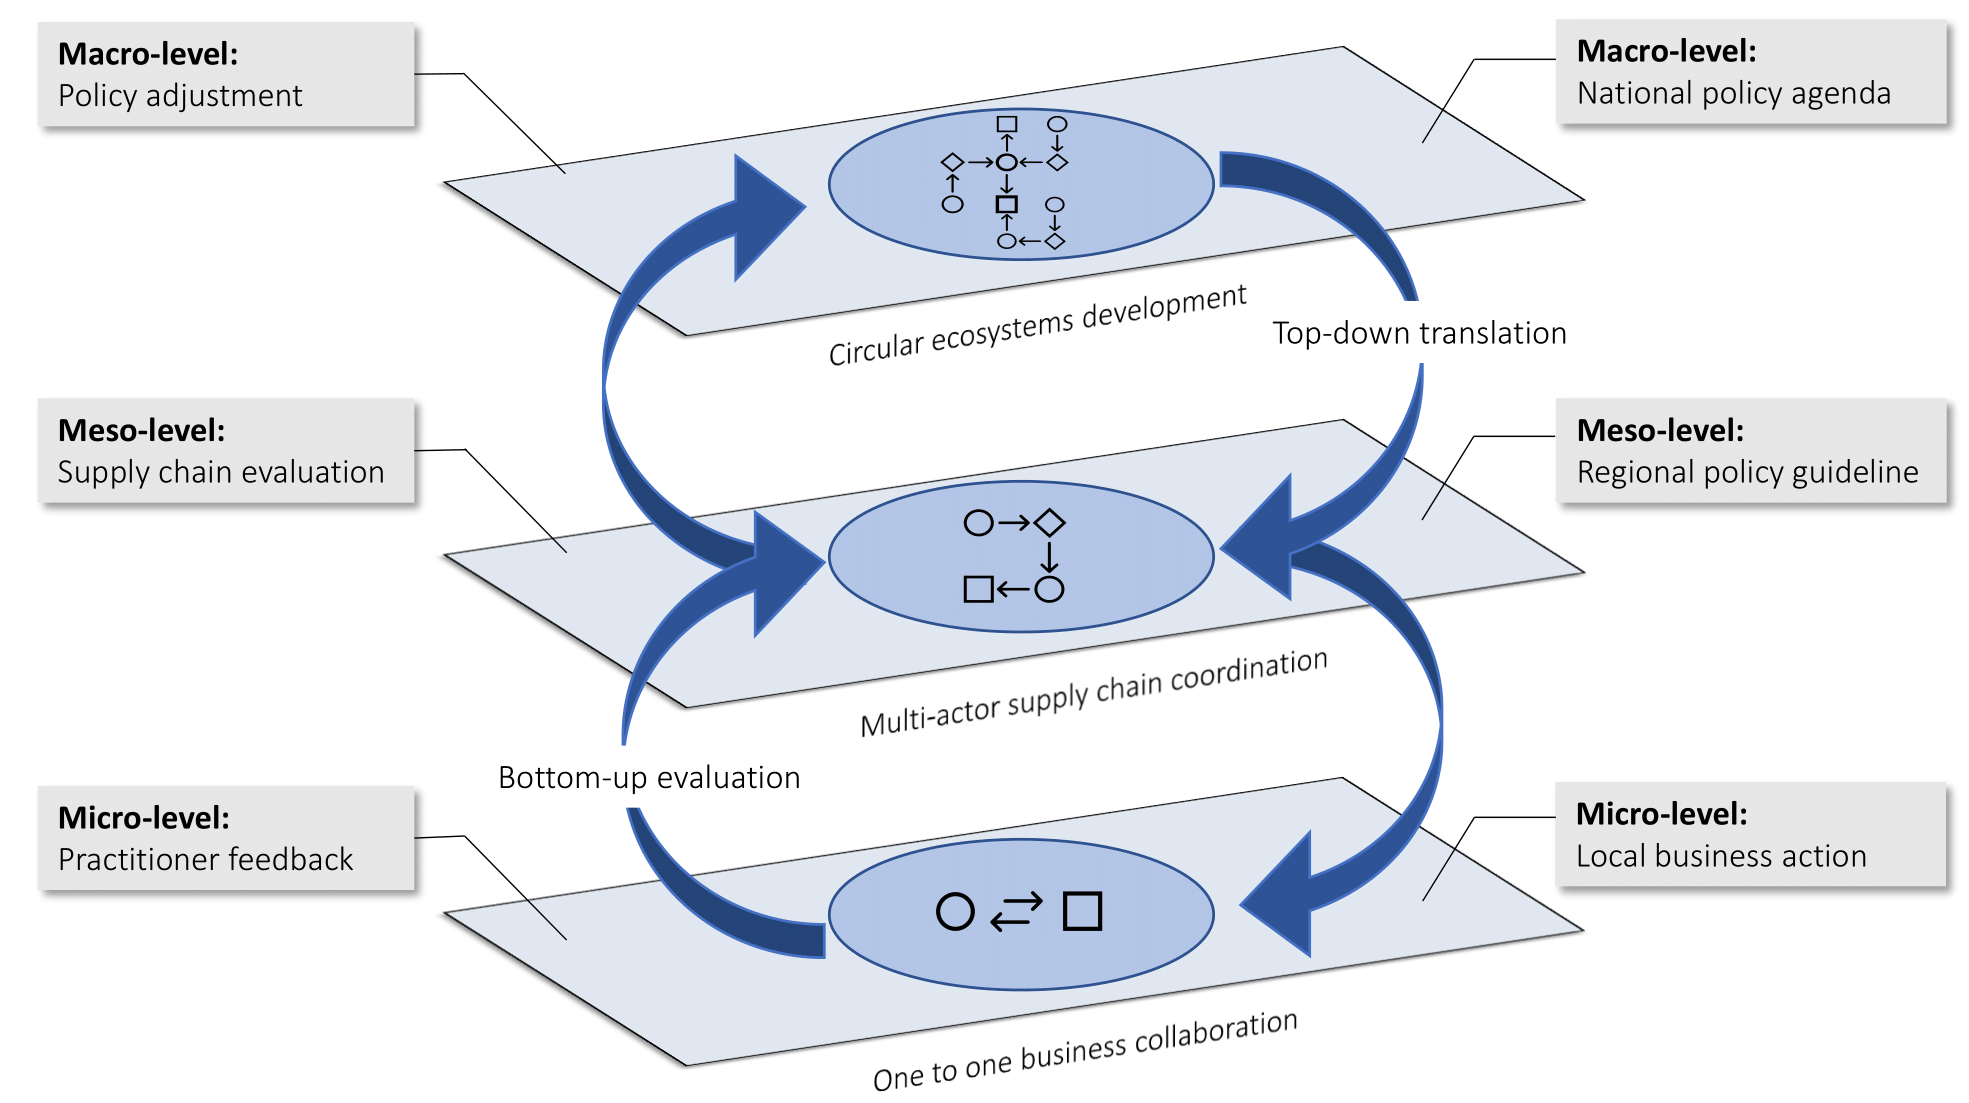 Macro-level:
Policy adjustment
Macro-level:
National policy agenda
Circular ecosystems development
Top-down translation
Meso-level:
Supply chain evaluation
Meso-level:
Regional policy guideline
Multi-actor supply chain coordination
Bottom-up evaluation
Micro-level:
Practitioner feedback
Micro-level:
Local business action
One to one business collaboration